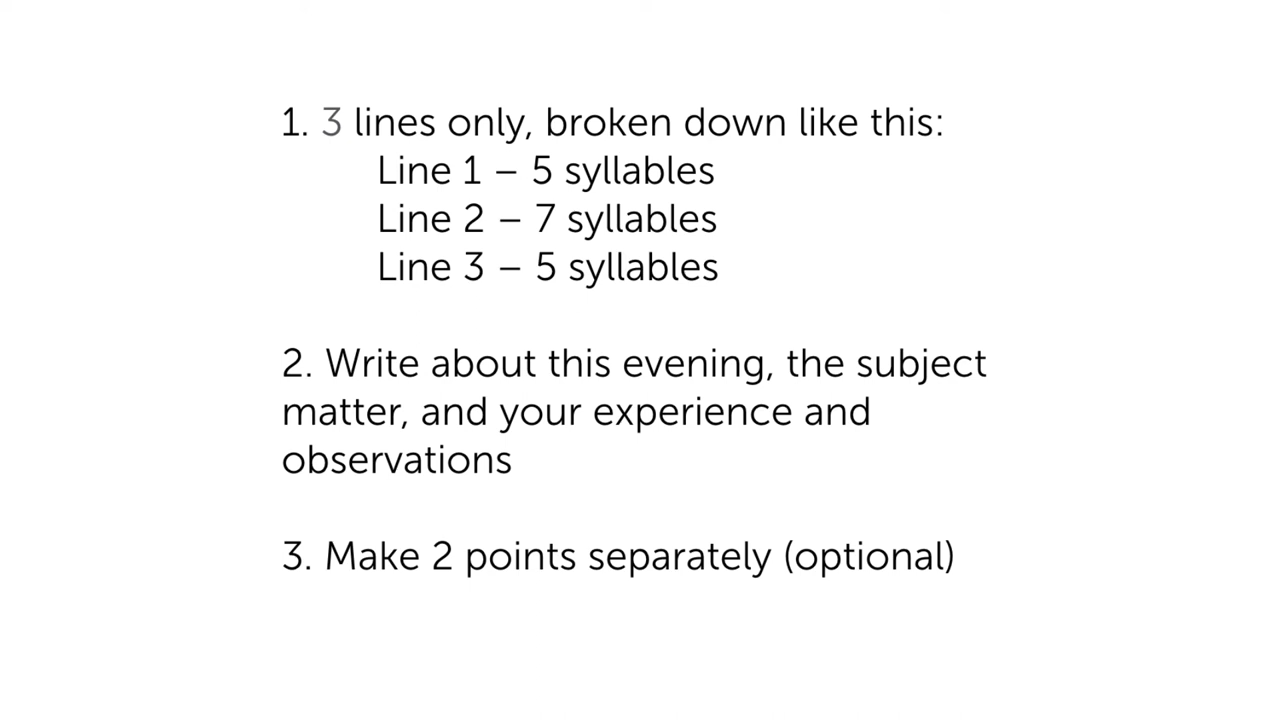 1. 3 lines only, broken down like this:
Line 1 – 5 syllables
Line 2 – 7 syllables
Line 3 – 5 syllables
2. Write about this evening, the subject
matter, and your experience and
observations
3. Make 2 points separately (optional)